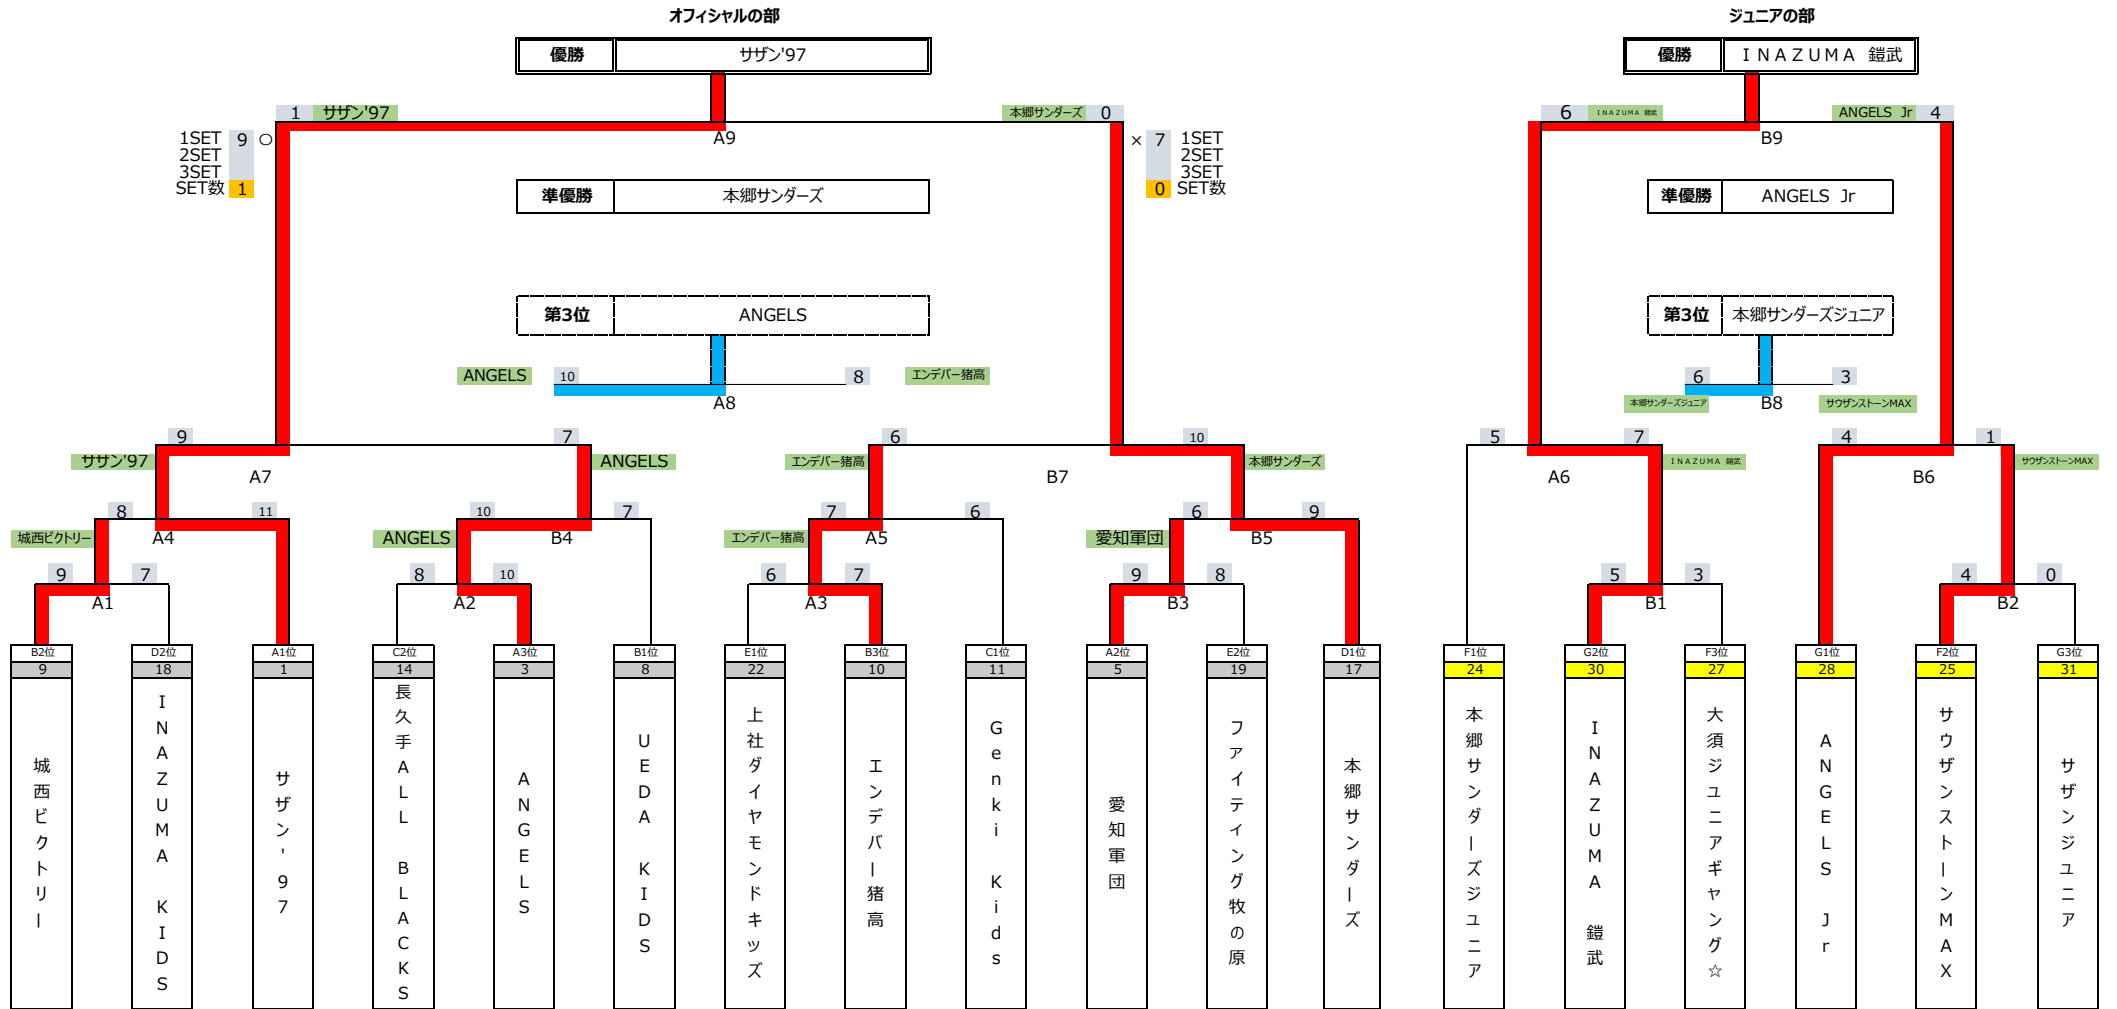 オフィシャルの部 ジュニアの部
優勝 サザン'97 優勝 ＩＮＡＺＵＭＡ 鎧武
1 サザン'97 本郷サンダーズ 0 6 ＩＮＡＺＵＭＡ 鎧武 ANGELS Jr 4
1SET 9 ○ A9 × 7 1SET B9
2SET 2SET
3SET 3SET
SET数 1 0 SET数
準優勝 本郷サンダーズ 準優勝 ANGELS Jr
第3位 ANGELS 第3位 本郷サンダーズジュニア
ANGELS 10 8 エンデバー猪高 6 3
A8 本郷サンダーズジュニア B8 サウザンストーンMAX
9 7 6 10 5 7 4 1
ササン'97 ANGELS エンデバー猪高 本郷サンダーズ ＩＮＡＺＵＭＡ 鎧武 サウザンストーンMAX
A7 B7 A6 B6
8 11 10 7 7 6 6 9
城西ビクトリー A4 ANGELS B4 エンデバー猪高 A5 愛知軍団 B5
9 7 8 10 6 7 9 8 5 3 4 0
A1 A2 A3 B3 B1 B2
B2位 D2位 A1位 C2位 A3位 B1位 E1位 B3位 C1位 A2位 E2位 D1位 F1位 G2位 F3位 G1位 F2位 G3位
9 18 1 14 3 8 22 10 11 5 19 17 24 30 27 28 25 31
城西ビクトリー
ＩＮＡＺＵＭＡ ＫＩＤＳ
サザン'97
長久手ＡＬＬ ＢＬＡＣＫＳ
ＡＮＧＥＬＳ
ＵＥＤＡ ＫＩＤＳ
上社ダイヤモンドキッズ
エンデバー猪高
Ｇｅｎｋｉ Ｋｉｄｓ
愛知軍団
ファイティング牧の原
本郷サンダーズ
本郷サンダーズジュニア
ＩＮＡＺＵＭＡ 鎧武
大須ジュニアギャング☆
ＡＮＧＥＬＳ Ｊｒ
サウザンストーンＭＡＸ
サザンジュニア